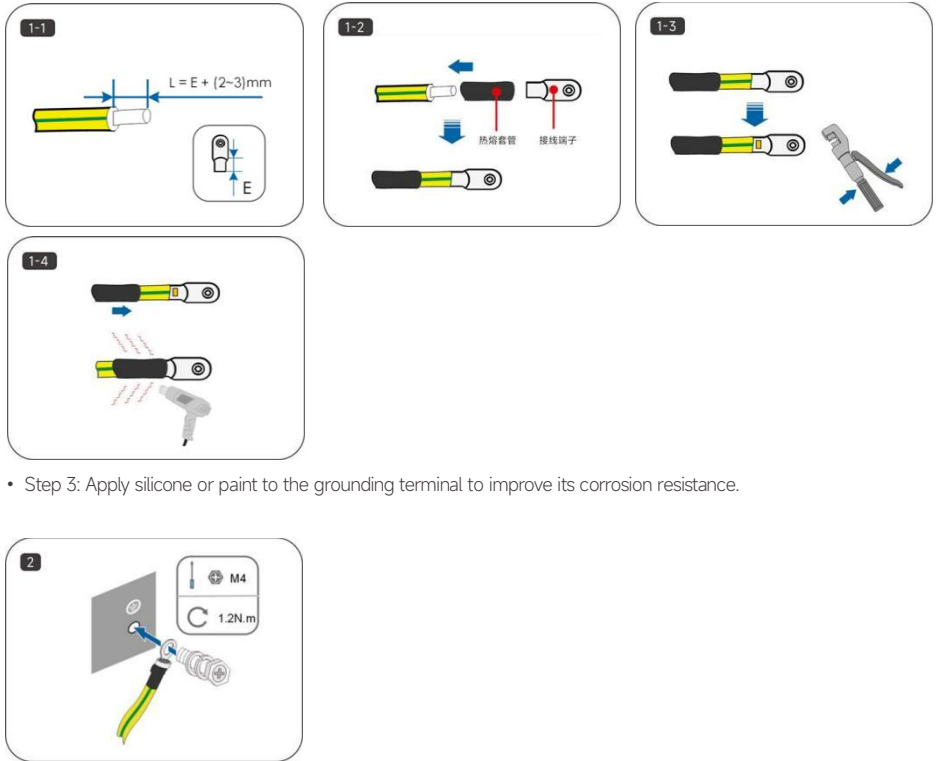 1-1
L = E + (2~3)mm
E
1-2
热熔套管
接线端子
1-3
1-4
• Step 3: Apply silicone or paint to the grounding terminal to improve its corrosion resistance.
2
M4
1.2N.m